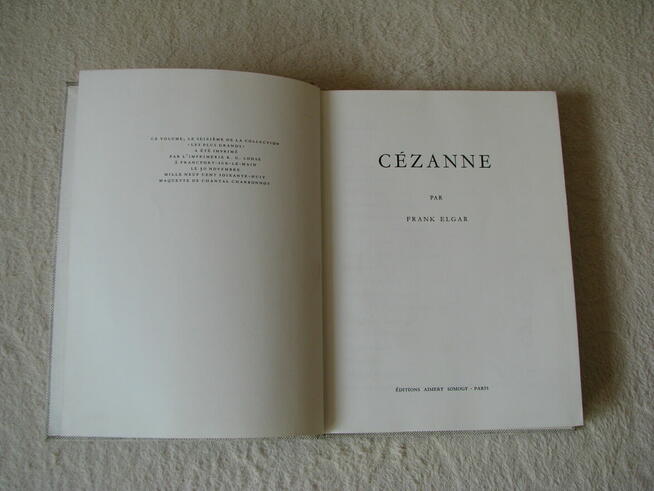 CE VOLUME, LE SEIZIÈME DE LA COLLECTION
«LES PLUS GRANDS»
A ÉTÉ IMPRIMÉ
PAR L'IMPRIMERIE K. G. LOHSE
À FRANCFORT-SUR-LE-MAIN
LE 30 NOVEMBRE
MILLE NEUF CENT SOIXANTE-HUIT
MAQUETTE DE CHANTAL CHARBONNOT
CÉZANNE
PAR
FRANK ELGAR
ÉDITIONS AIMERY SOMOGY - PARIS